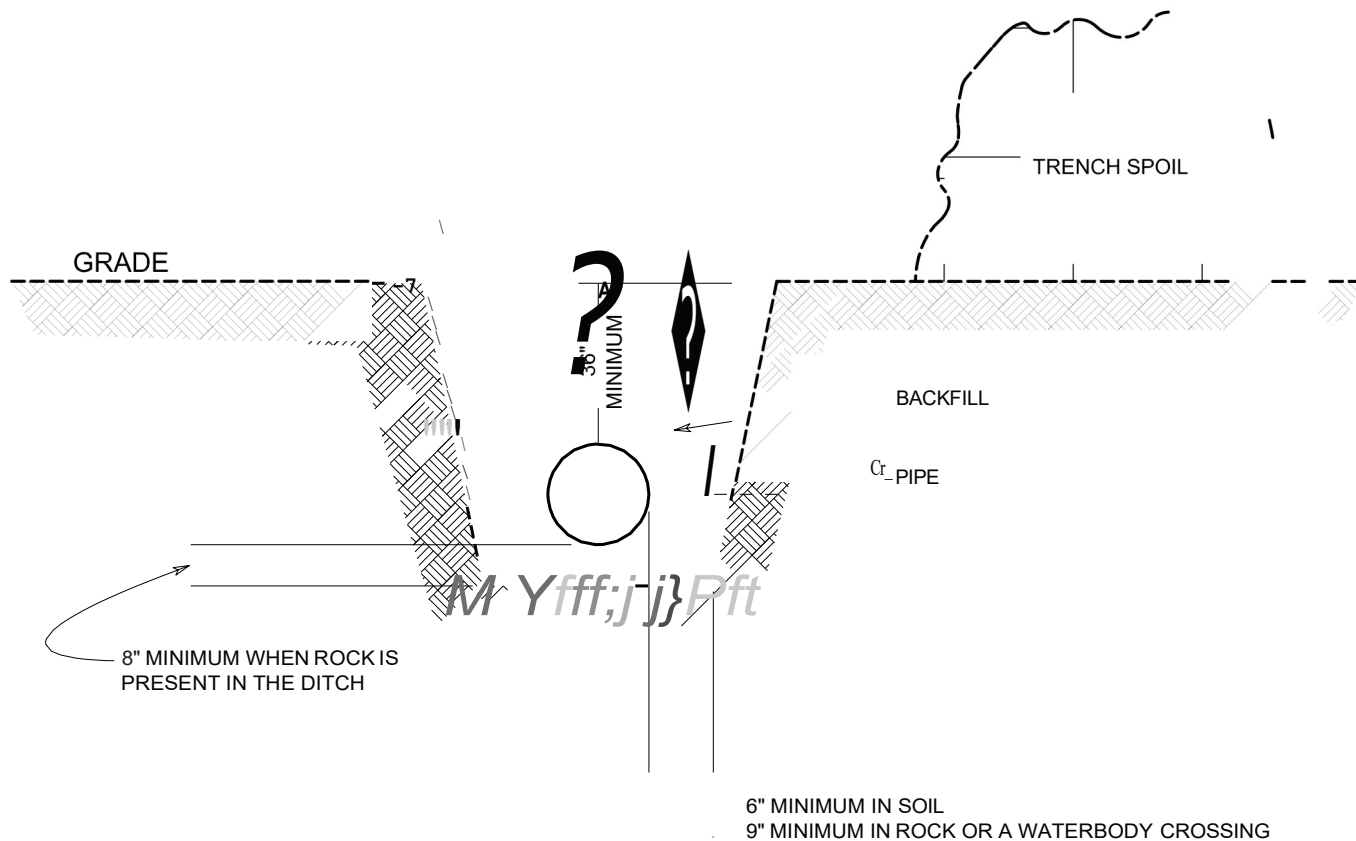 TRENCH SPOIL
GRADE
36"
MINIMUM
BACKFILL
PIPE
8" MINIMUM WHEN ROCK IS
PRESENT IN THE DITCH
6" MINIMUM IN SOIL
9" MINIMUM IN ROCK OR A WATERBODY CROSSING